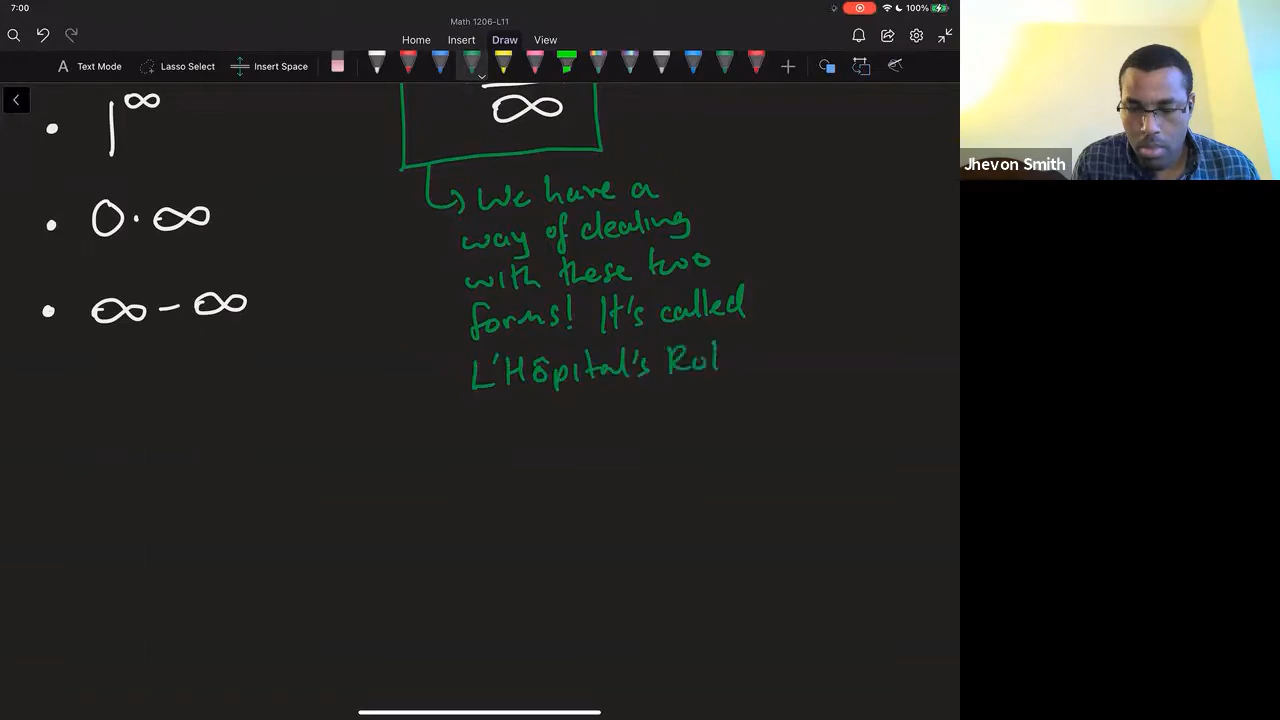 7:00
100%
Math 1206-L11
Home Insert Draw View
Text Mode Lasso Select Insert Space
1^∞
0 · ∞
∞ - ∞
∞
We have a
way of dealing
with these two
forms! It's called
L'Hôpital's Rul
Jhevon Smith